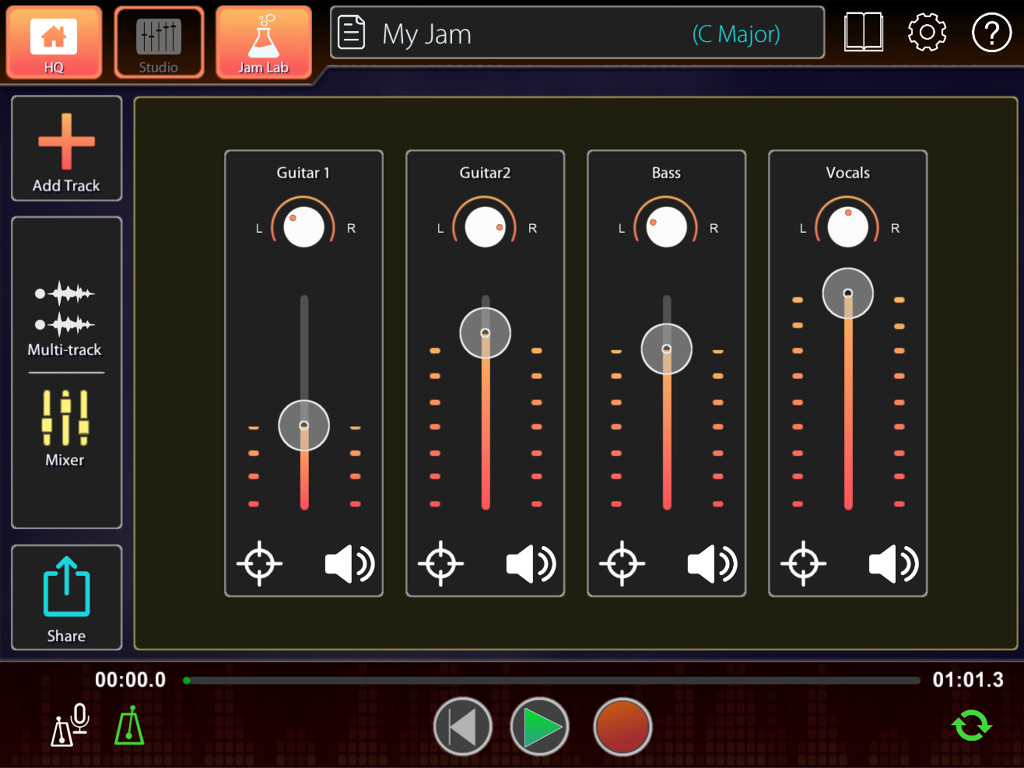 HQ
Studio
Jam Lab
My Jam
(C Major)
Add Track
Multi-track
Mixer
Share
Guitar 1
L R
Guitar2
L R
Bass
L R
Vocals
L R
00:00.0
01:01.3